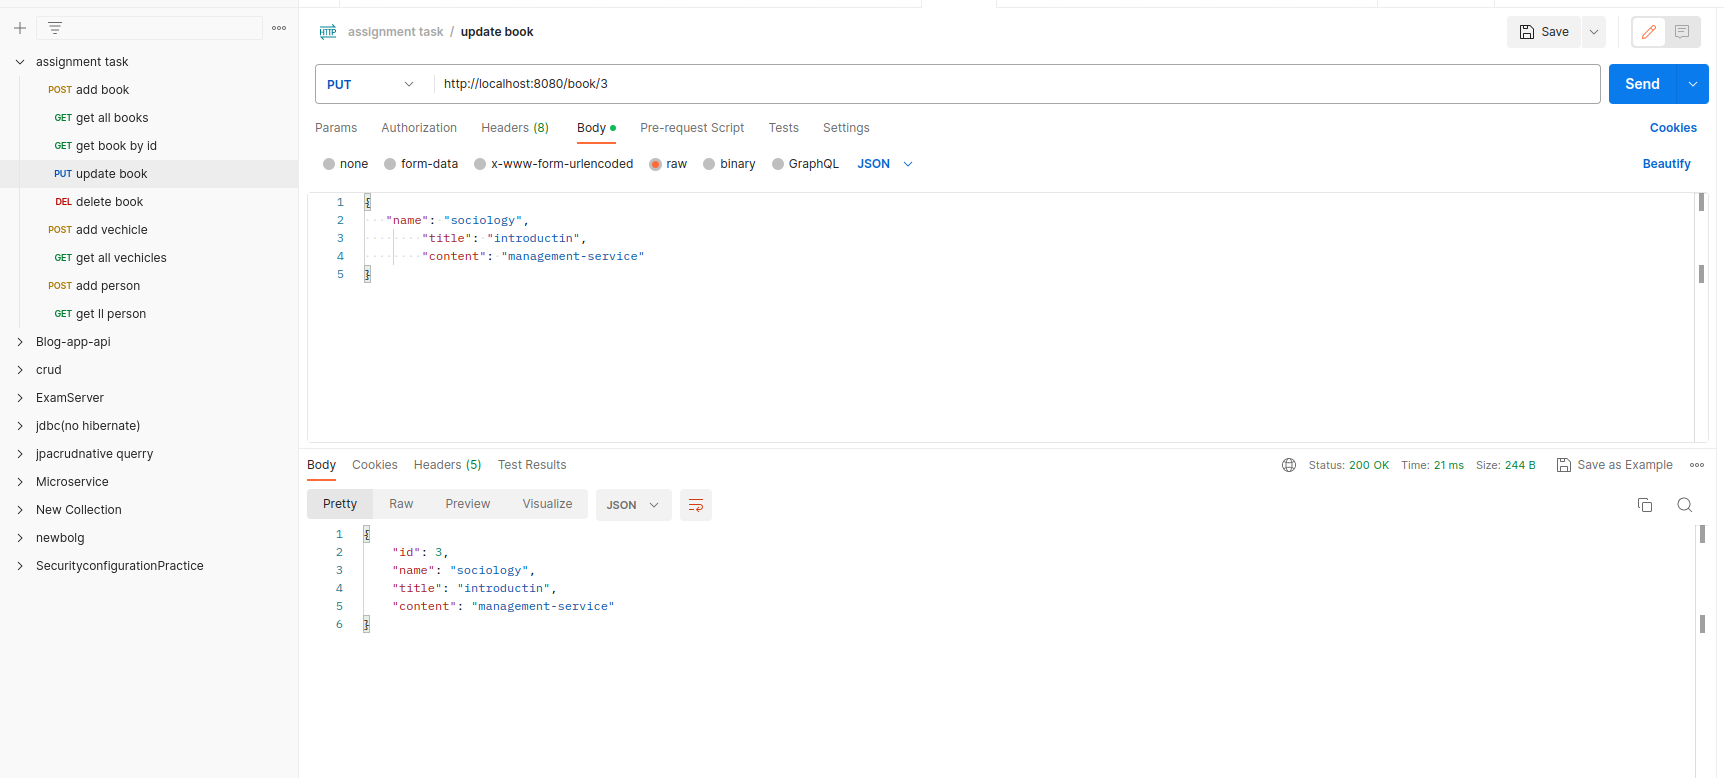 assignment task / update book
Save
assignment task
POST add book
GET get all books
GET get book by id
PUT update book
DEL delete book
POST add vechicle
GET get all vechicles
POST add person
GET get ll person
Blog-app-api
crud
ExamServer
jdbc(no hibernate)
jpacrudnative querry
Microservice
New Collection
newbolg
SecurityconfigurationPractice
PUT http://localhost:8080/book/3 Send
Params Authorization Headers (8) Body Pre-request Script Tests Settings Cookies
none form-data x-www-form-urlencoded raw binary GraphQL JSON Beautify
1 {
2 "name": "sociology",
3 "title": "introductin",
4 "content": "management-service"
5 }
Body Cookies Headers (5) Test Results Status: 200 OK Time: 21 ms Size: 244 B Save as Example
Pretty Raw Preview Visualize JSON
1 {
2 "id": 3,
3 "name": "sociology",
4 "title": "introductin",
5 "content": "management-service"
6 }